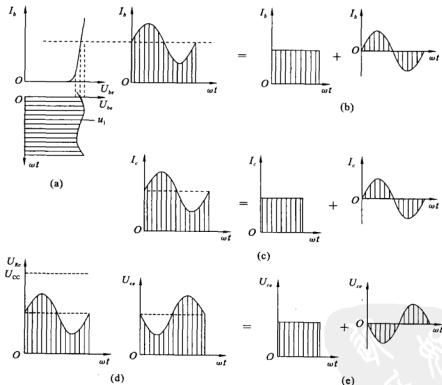 I_b
O
U_be
O
U_be
u_i
ωt
(a)
I_b
O
ωt
=
I_b
O
ωt
+
I_b
O
ωt
(b)
I_c
O
ωt
=
I_c
O
ωt
+
I_c
O
ωt
(c)
U_Rc
U_CC
O
ωt
U_ce
O
ωt
(d)
=
U_ce
O
ωt
+
U_ce
O
ωt
(e)